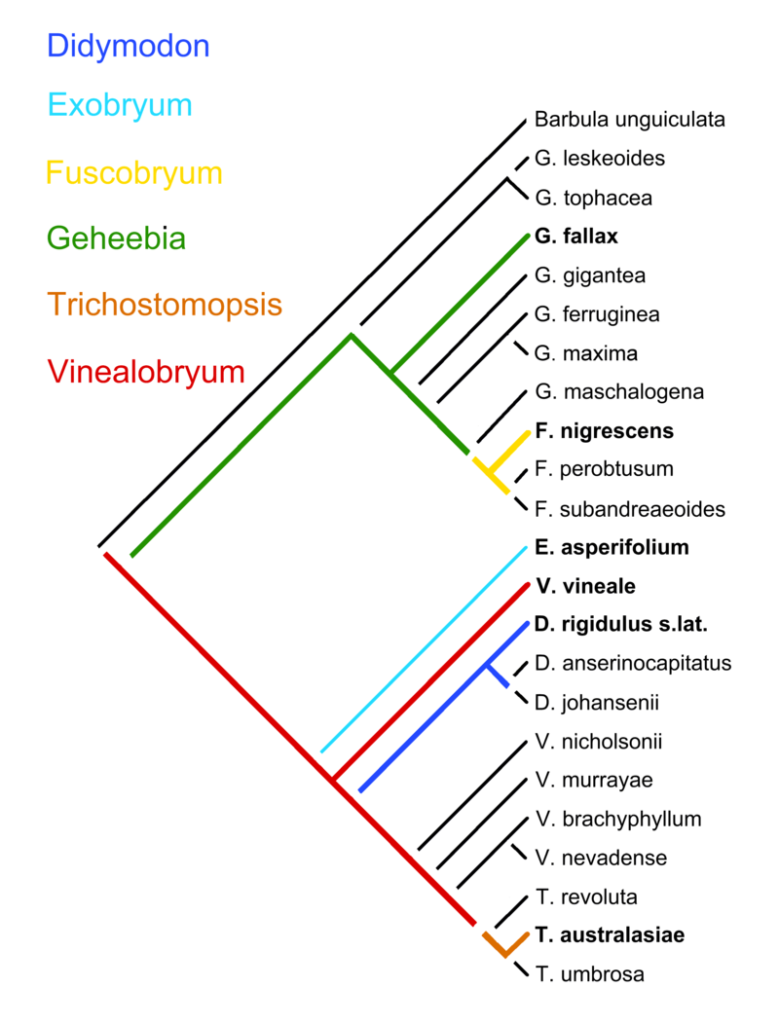 Didymodon
Exobryum
Fuscobryum
Geheebia
Trichostomopsis
Vinealobryum
Barbula unguiculata
G. leskeoides
G. tophacea
G. fallax
G. gigantea
G. ferruginea
G. maxima
G. maschalogena
F. nigrescens
F. perobtusum
F. subandreaeoides
E. asperifolium
V. vineale
D. rigidulus s.lat.
D. anserinocapitatus
D. johansenii
V. nicholsonii
V. murrayae
V. brachyphyllum
V. nevadense
T. revoluta
T. australasiae
T. umbrosa